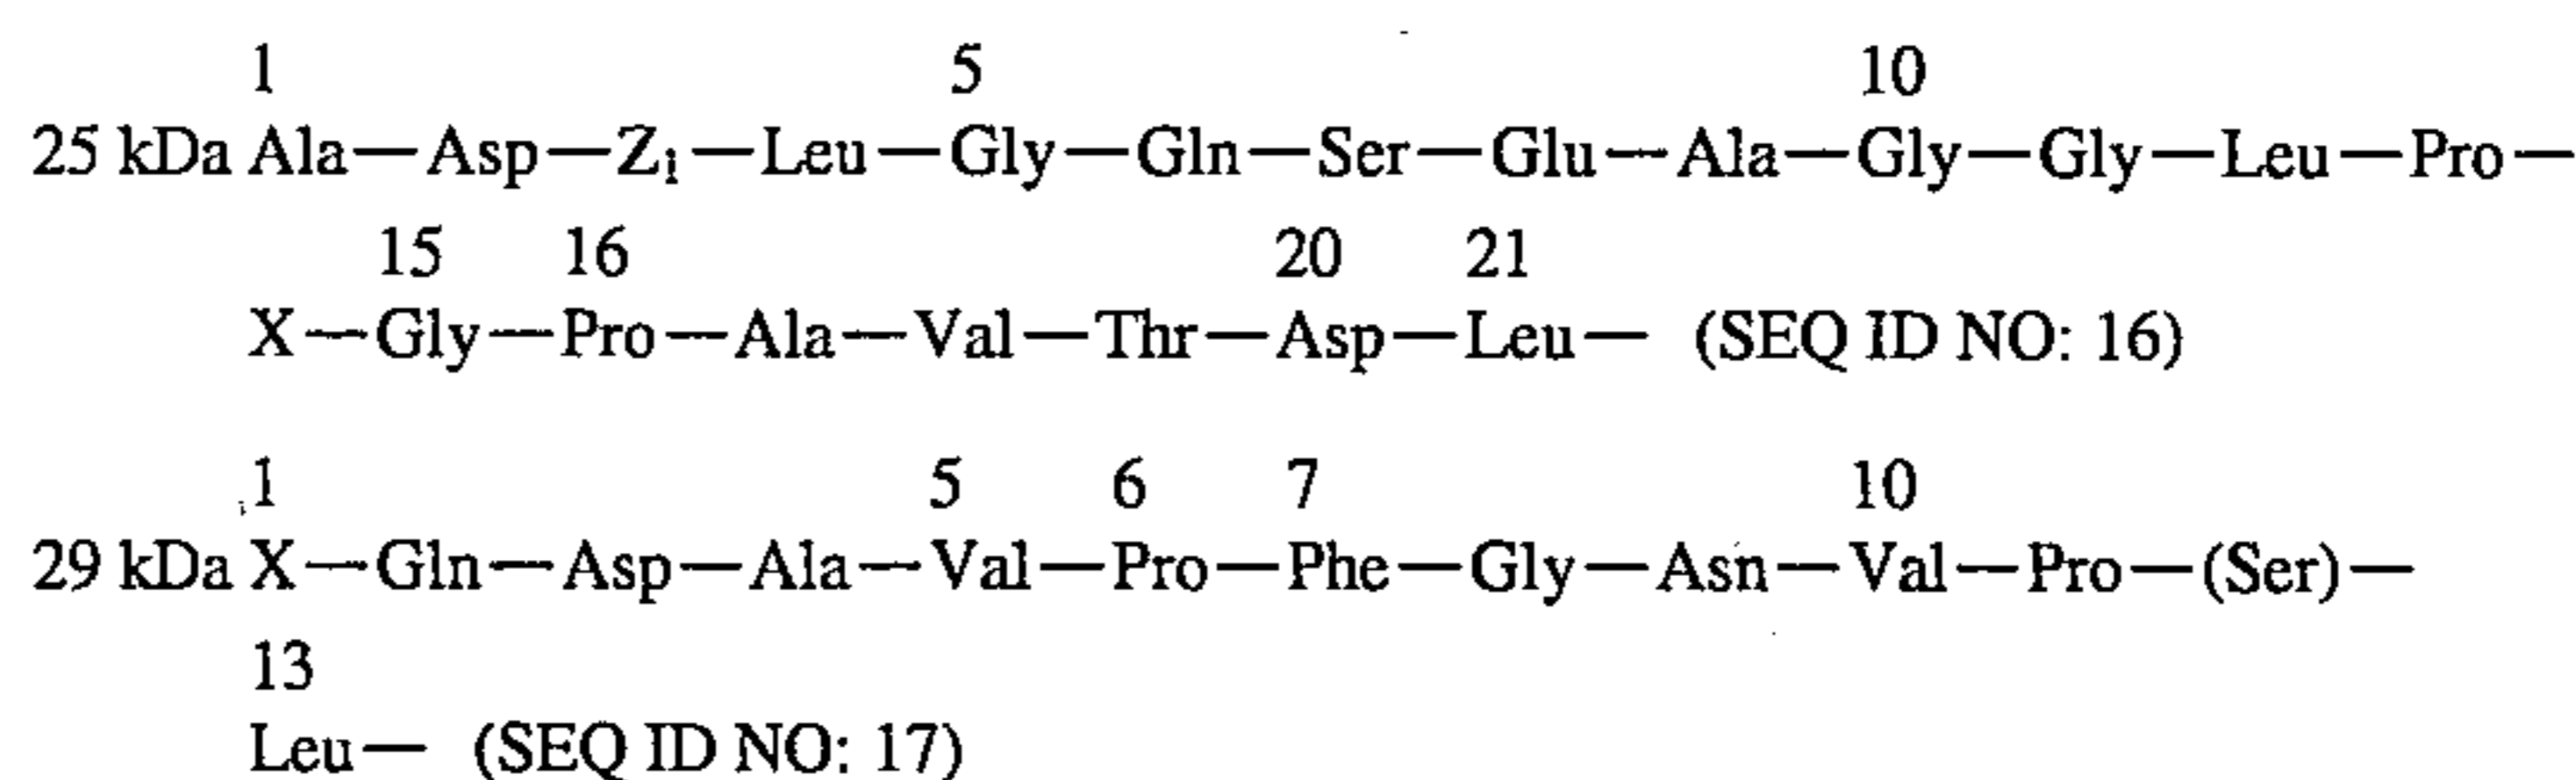 1 5 10
25 kDa Ala—Asp—Z₁—Leu—Gly—Gln—Ser—Glu—Ala—Gly—Gly—Leu—Pro—
15 16 20 21
X—Gly—Pro—Ala—Val—Thr—Asp—Leu— (SEQ ID NO: 16)
1 5 6 7 10
29 kDa X—Gln—Asp—Ala—Val—Pro—Phe—Gly—Asn—Val—Pro—(Ser)—
13
Leu— (SEQ ID NO: 17)